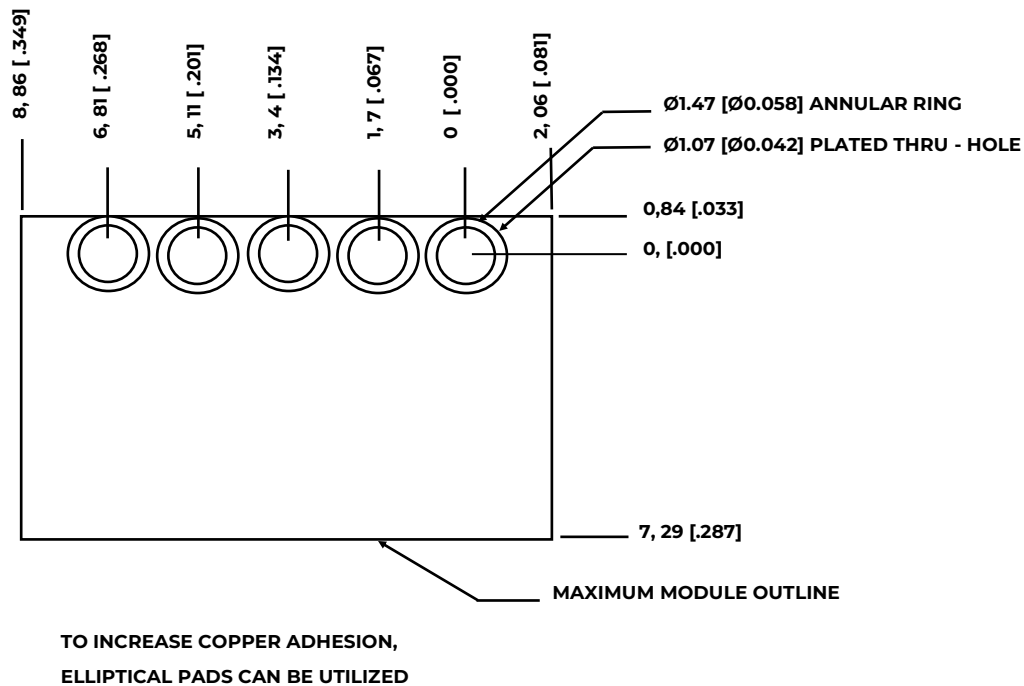 8, 86 [ .349]
6, 81 [ .268]
5, 11 [ .201]
3, 4 [ .134]
1, 7 [ .067]
0 [ .000]
2, 06 [ .081]
Ø1.47 [Ø0.058] ANNULAR RING
Ø1.07 [Ø0.042] PLATED THRU - HOLE
0,84 [.033]
0, [.000]
7, 29 [.287]
MAXIMUM MODULE OUTLINE
TO INCREASE COPPER ADHESION,
ELLIPTICAL PADS CAN BE UTILIZED